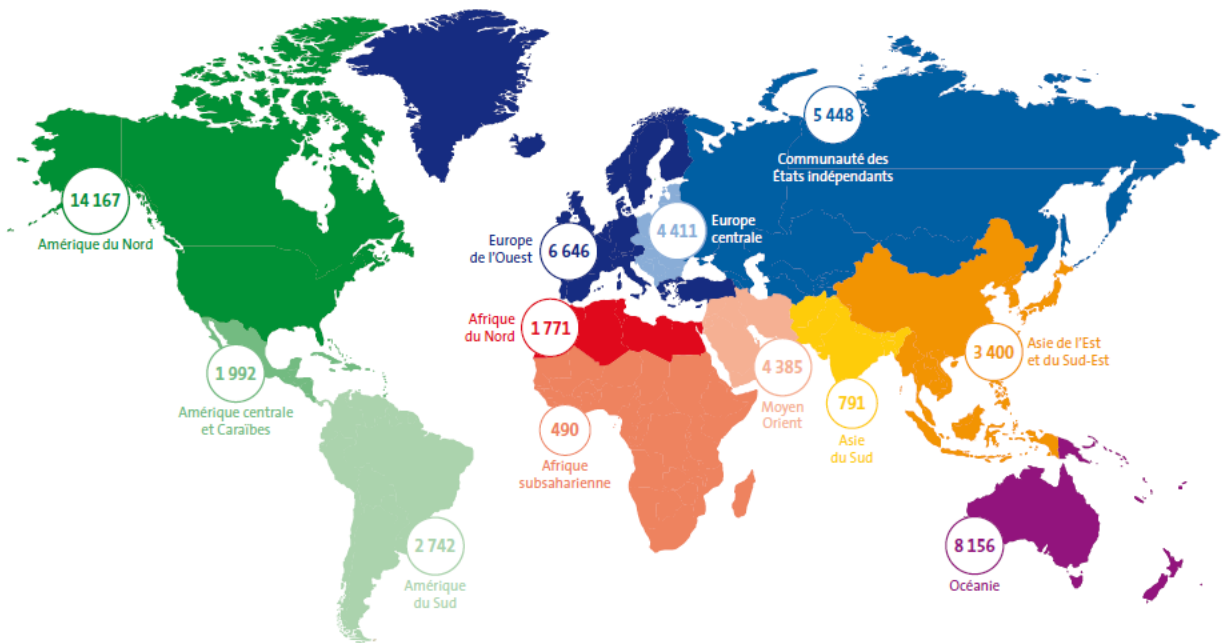 5 448
Communauté des
États indépendants
14 167
Amérique du Nord
Europe
de l'Ouest
6 646
4 411
Europe
centrale
Afrique
du Nord
1 771
1 992
Amérique centrale
et Caraïbes
4 385
Moyen
Orient
3 400
Asie de l'Est
et du Sud-Est
791
Asie
du Sud
490
Afrique
subsaharienne
2 742
Amérique
du Sud
8 156
Océanie